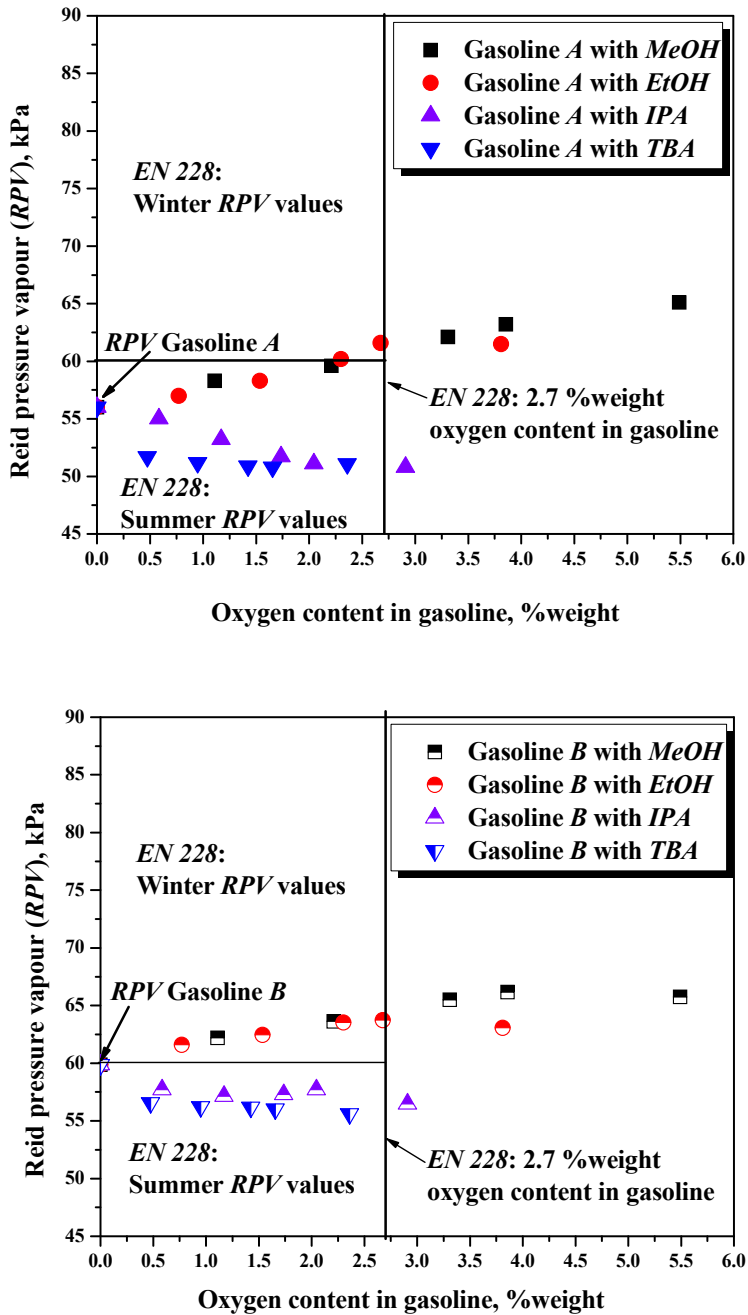 90
85
80
75
70
65
60
55
50
45
Reid pressure vapour (RPV), kPa
Gasoline A with MeOH
Gasoline A with EtOH
Gasoline A with IPA
Gasoline A with TBA
EN 228:
Winter RPV values
RPV Gasoline A
EN 228: 2.7 %weight
oxygen content in gasoline
EN 228:
Summer RPV values
0.0 0.5 1.0 1.5 2.0 2.5 3.0 3.5 4.0 4.5 5.0 5.5 6.0
Oxygen content in gasoline, %weight
90
85
80
75
70
65
60
55
50
45
Reid pressure vapour (RPV), kPa
Gasoline B with MeOH
Gasoline B with EtOH
Gasoline B with IPA
Gasoline B with TBA
EN 228:
Winter RPV values
RPV Gasoline B
EN 228:
Summer RPV values
EN 228: 2.7 %weight
oxygen content in gasoline
0.0 0.5 1.0 1.5 2.0 2.5 3.0 3.5 4.0 4.5 5.0 5.5 6.0
Oxygen content in gasoline, %weight